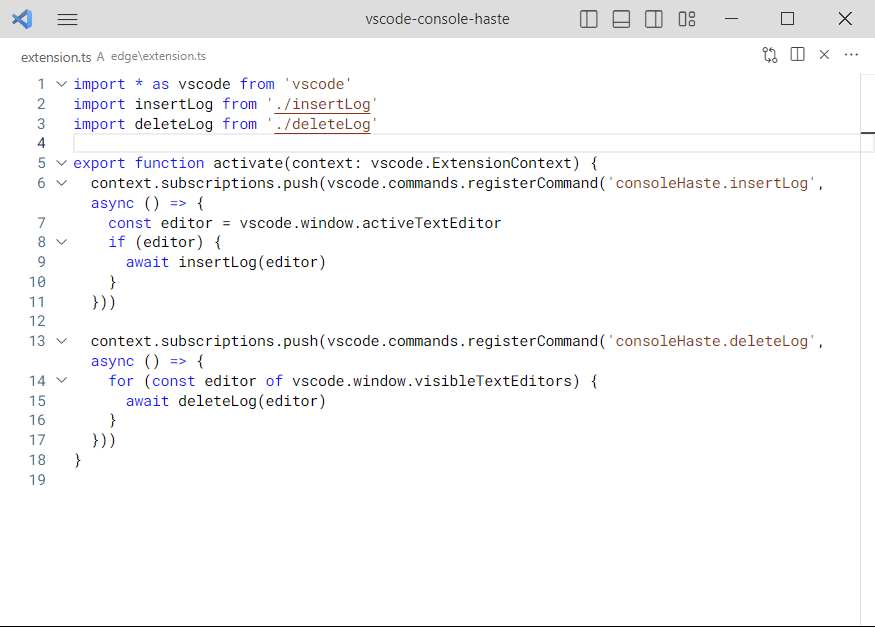 vscode-console-haste
extension.ts A edge\extension.ts
1 import * as vscode from 'vscode'
2 import insertLog from './insertLog'
3 import deleteLog from './deleteLog'
4
5 export function activate(context: vscode.ExtensionContext) {
6 context.subscriptions.push(vscode.commands.registerCommand('consoleHaste.insertLog',
async () => {
7 const editor = vscode.window.activeTextEditor
8 if (editor) {
9 await insertLog(editor)
10 }
11 }))
12
13 context.subscriptions.push(vscode.commands.registerCommand('consoleHaste.deleteLog',
async () => {
14 for (const editor of vscode.window.visibleTextEditors) {
15 await deleteLog(editor)
16 }
17 }))
18 }
19